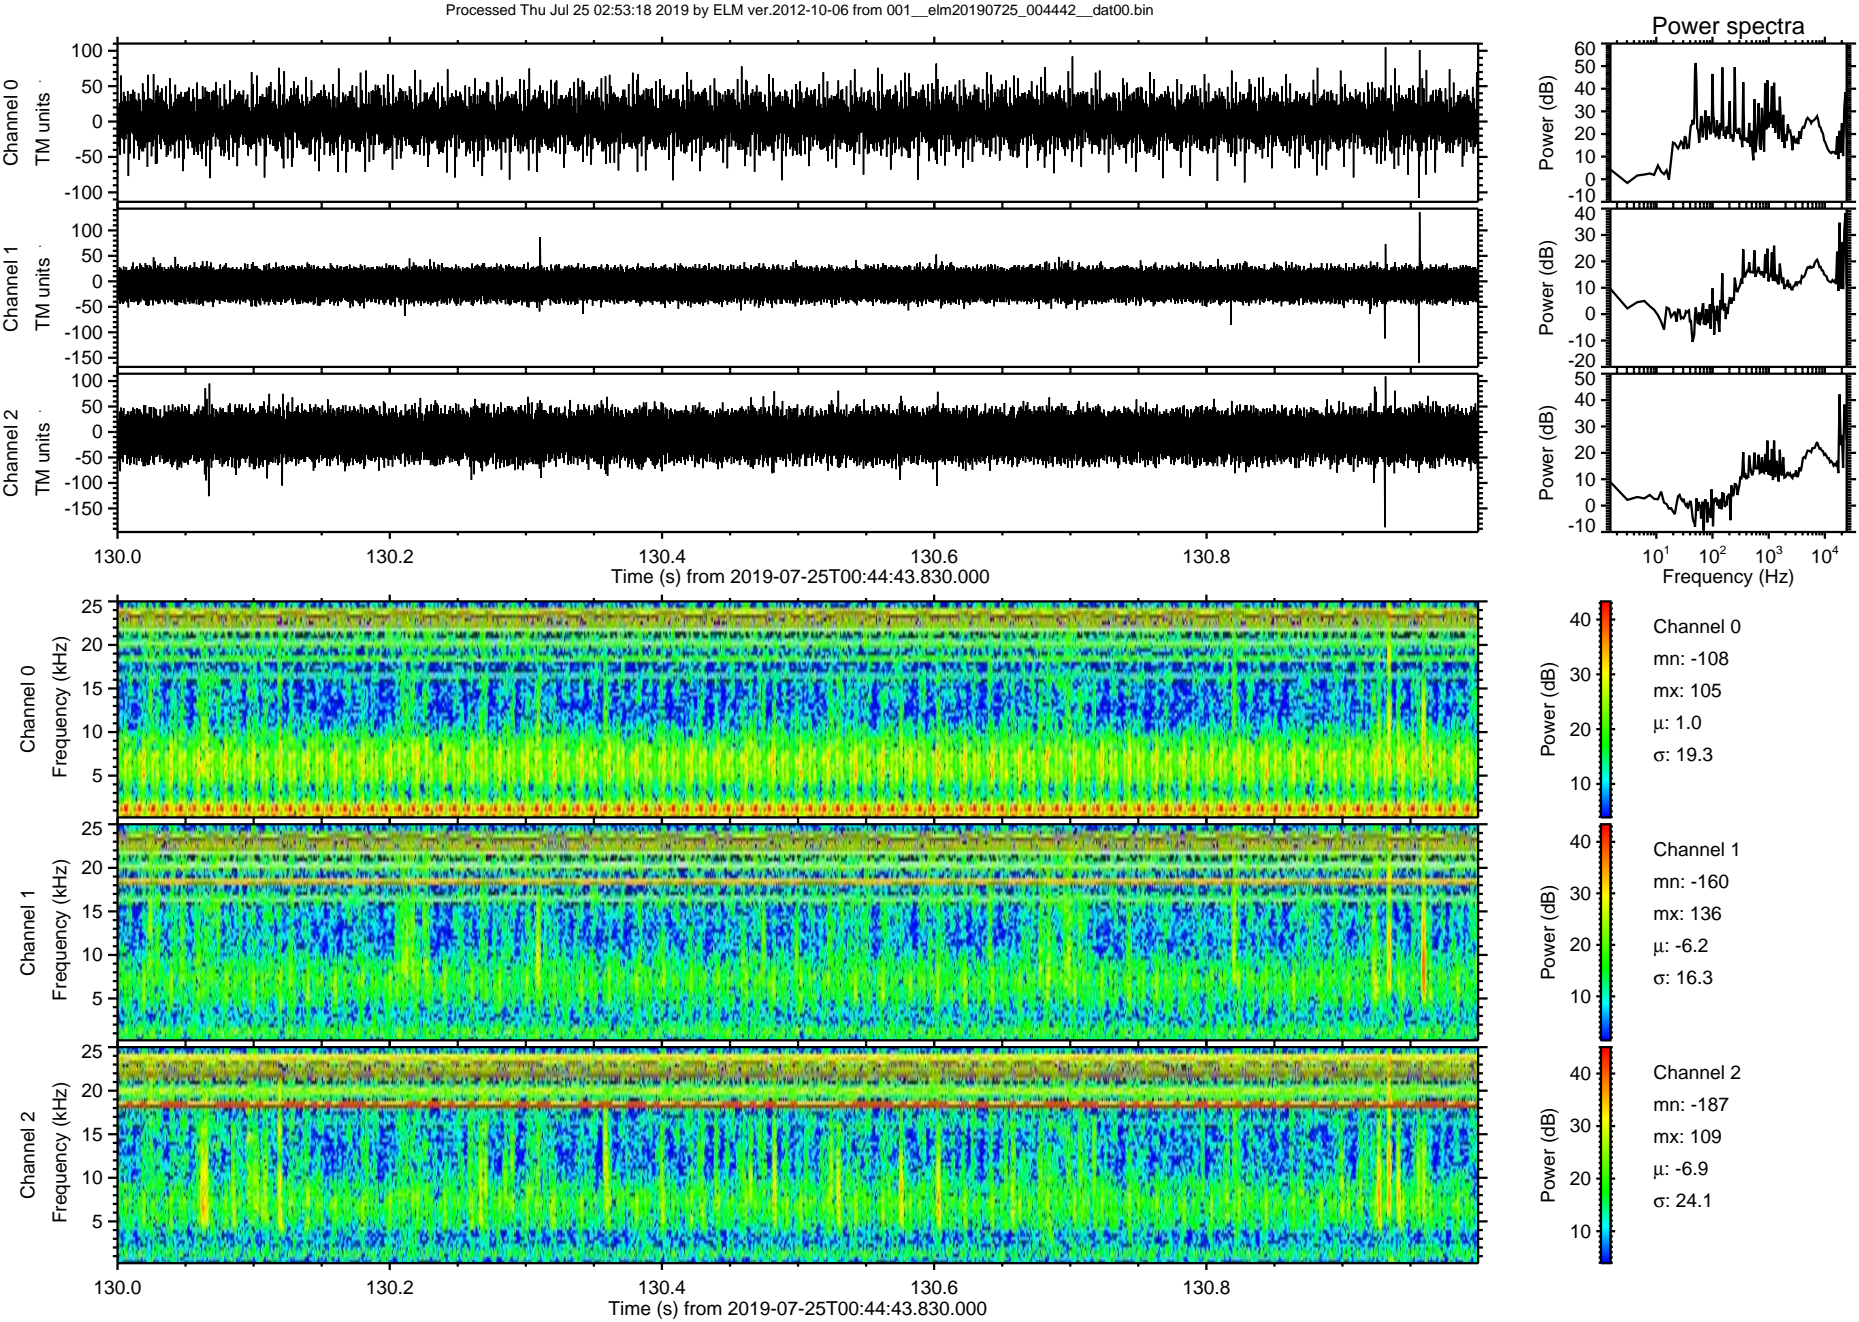 Processed Thu Jul 25 02:53:18 2019 by ELM ver.2012-10-06 from 001__elm20190725_004442__dat00.bin
Power spectra
Channel 0
TM units
100
50
0
-50
-100
Power (dB)
60
50
40
30
20
10
0
-10
Channel 1
TM units
100
50
0
-50
-100
-150
Power (dB)
40
30
20
10
0
-10
-20
Channel 2
TM units
100
50
0
-50
-100
-150
Power (dB)
50
40
30
20
10
0
-10
130.0 130.2 130.4 130.6 130.8
Time (s) from 2019-07-25T00:44:43.830.000
10¹ 10² 10³ 10⁴
Frequency (Hz)
Channel 0
Frequency (kHz)
25
20
15
10
5
Power (dB)
40
30
20
10
Channel 0
mn: -108
mx: 105
μ: 1.0
σ: 19.3
Channel 1
Frequency (kHz)
25
20
15
10
5
Power (dB)
40
30
20
10
Channel 1
mn: -160
mx: 136
μ: -6.2
σ: 16.3
Channel 2
Frequency (kHz)
25
20
15
10
5
Power (dB)
40
30
20
10
Channel 2
mn: -187
mx: 109
μ: -6.9
σ: 24.1
130.0 130.2 130.4 130.6 130.8
Time (s) from 2019-07-25T00:44:43.830.000